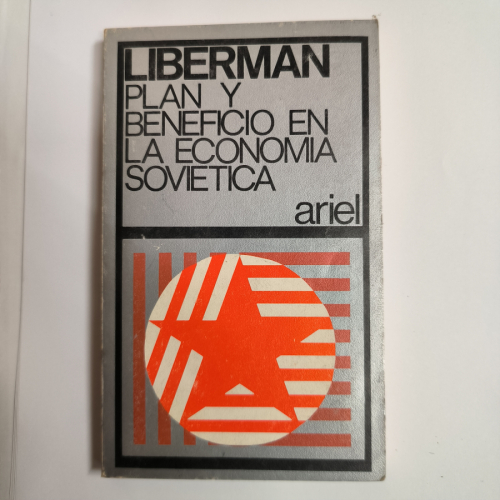 LIBERMAN
PLAN Y
BENEFICIO EN
LA ECONOMIA
SOVIETICA
ariel